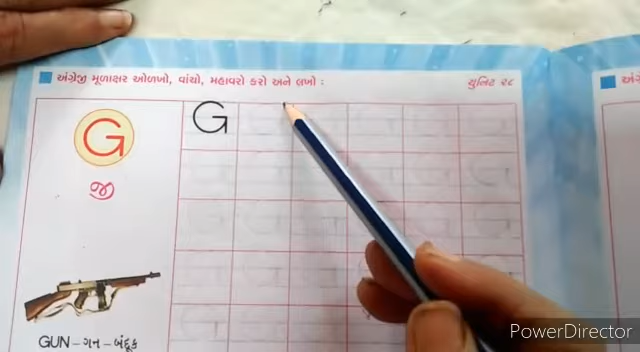 અંગ્રેજી મૂળાક્ષર ઓળખો, વાંચો, મહાવરો કરો અને લખો :
યુનિટ ૨૮
G
G
જી
GUN – ગન – બંદૂક
PowerDirector